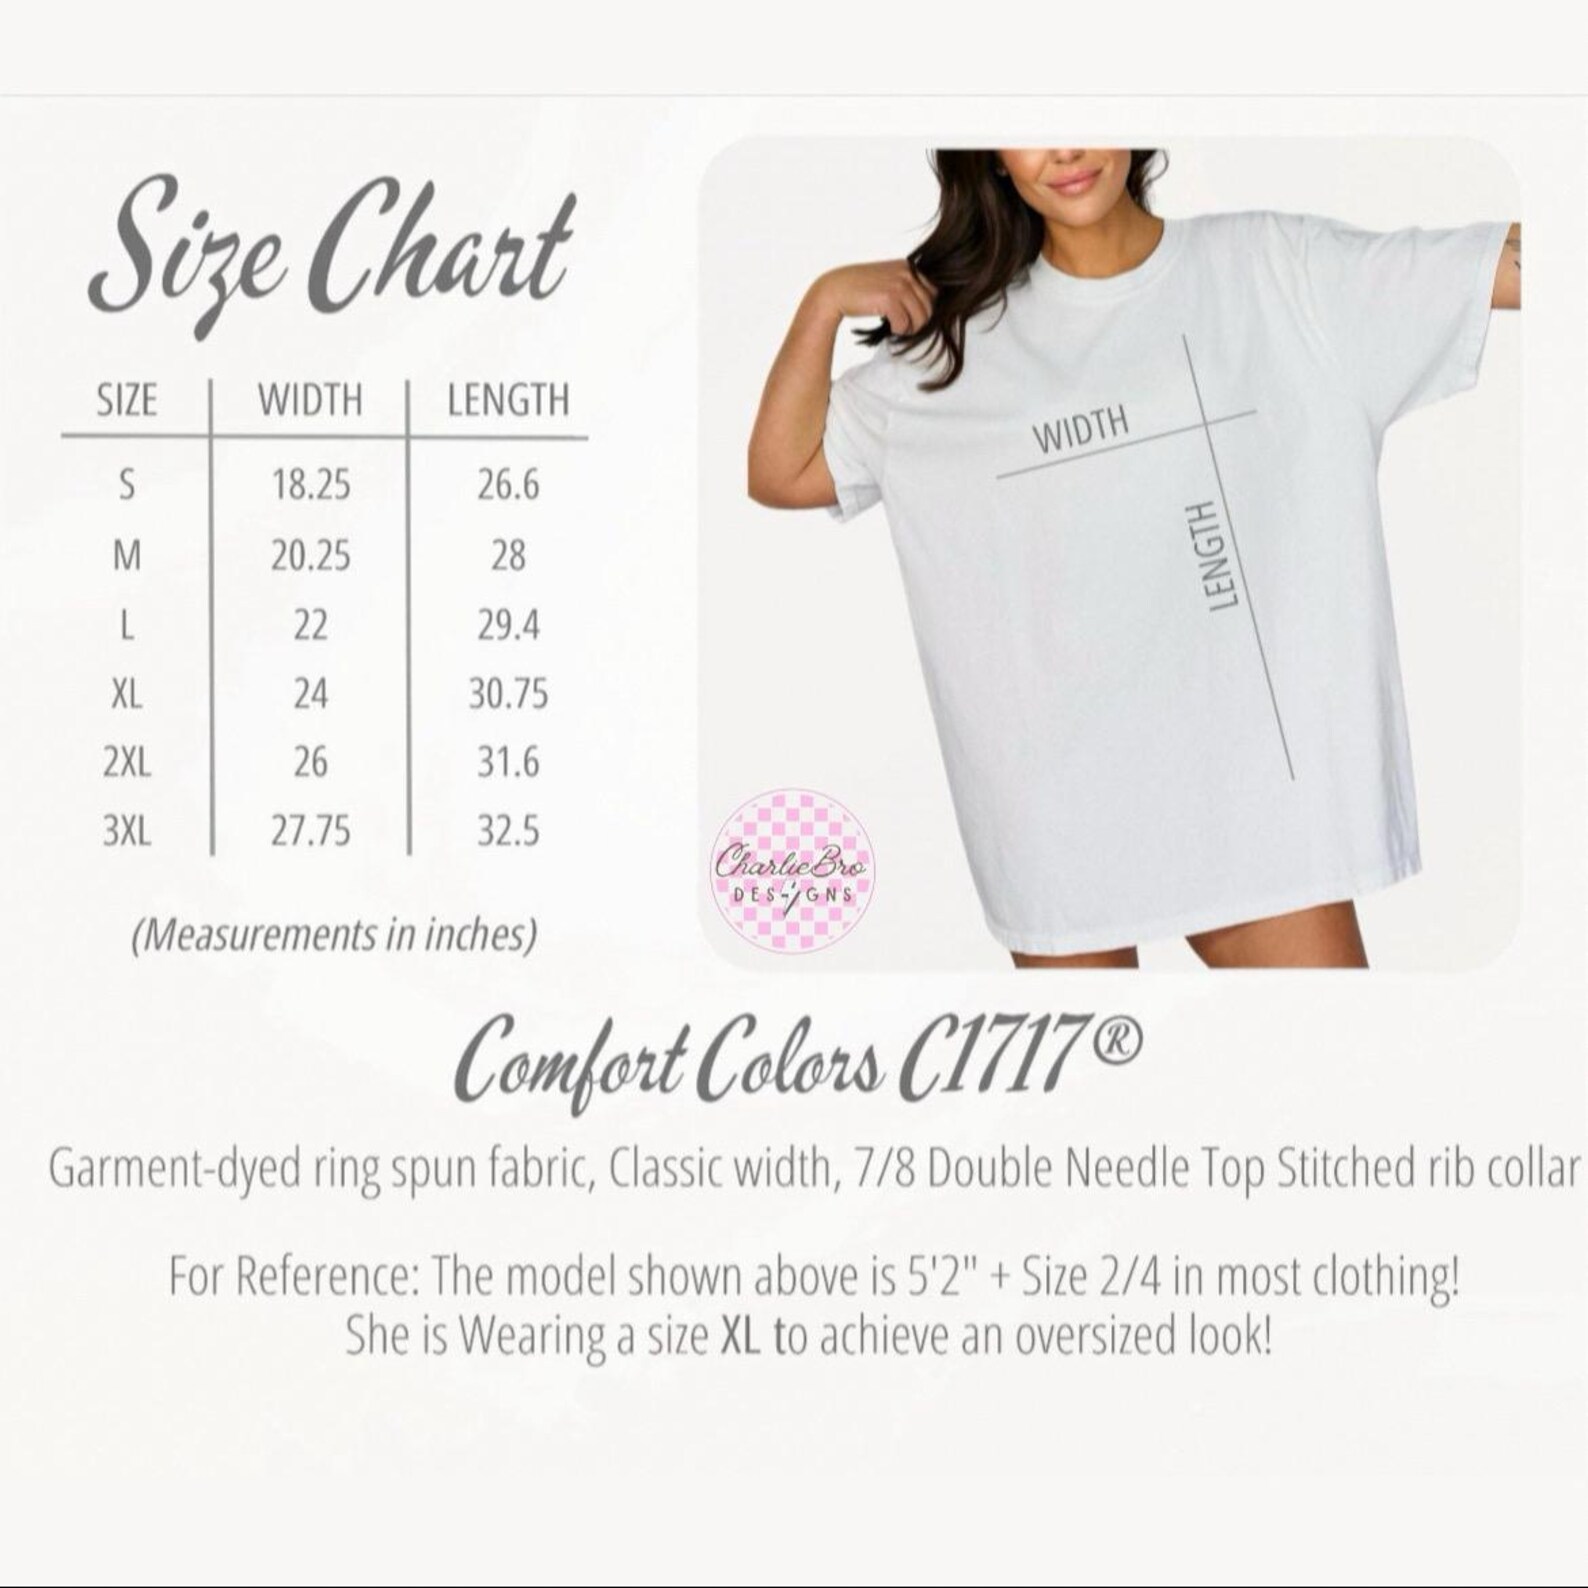 Size Chart
SIZE WIDTH LENGTH
S 18.25 26.6
M 20.25 28
L 22 29.4
XL 24 30.75
2XL 26 31.6
3XL 27.75 32.5
(Measurements in inches)
WIDTH
LENGTH
CharlieBro
DESIGNS
Comfort Colors C1717®
Garment-dyed ring spun fabric, Classic width, 7/8 Double Needle Top Stitched rib collar
For Reference: The model shown above is 5'2" + Size 2/4 in most clothing!
She is Wearing a size XL to achieve an oversized look!